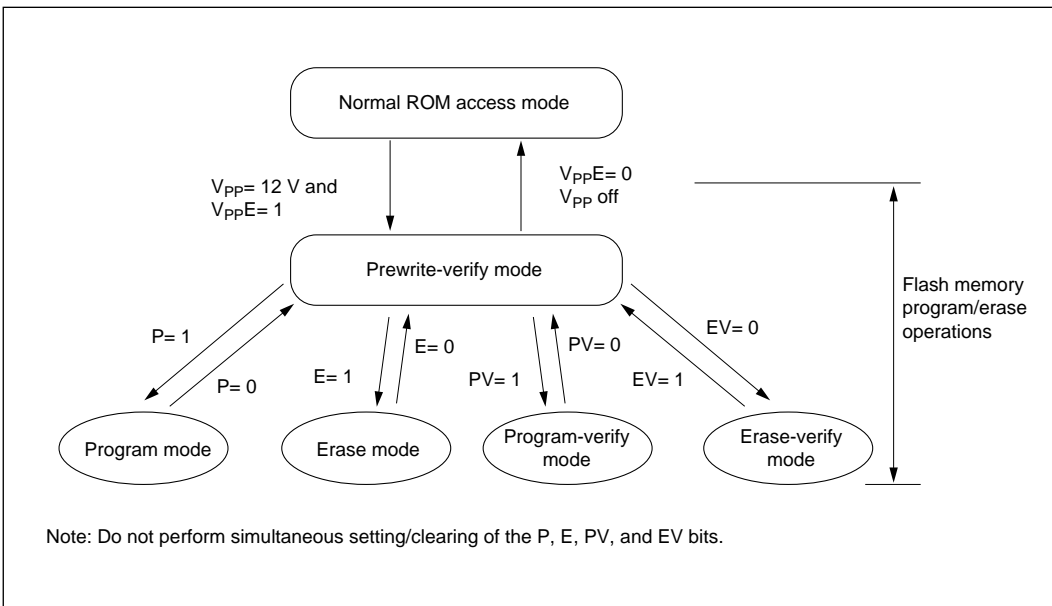 Normal ROM access mode
VPP= 12 V and
VPPE= 1
VPPE= 0
VPP off
Prewrite-verify mode
Flash memory
program/erase
operations
P= 1
P= 0
E= 1
E= 0
PV= 1
PV= 0
EV= 1
EV= 0
Program mode
Erase mode
Program-verify
mode
Erase-verify
mode
Note: Do not perform simultaneous setting/clearing of the P, E, PV, and EV bits.